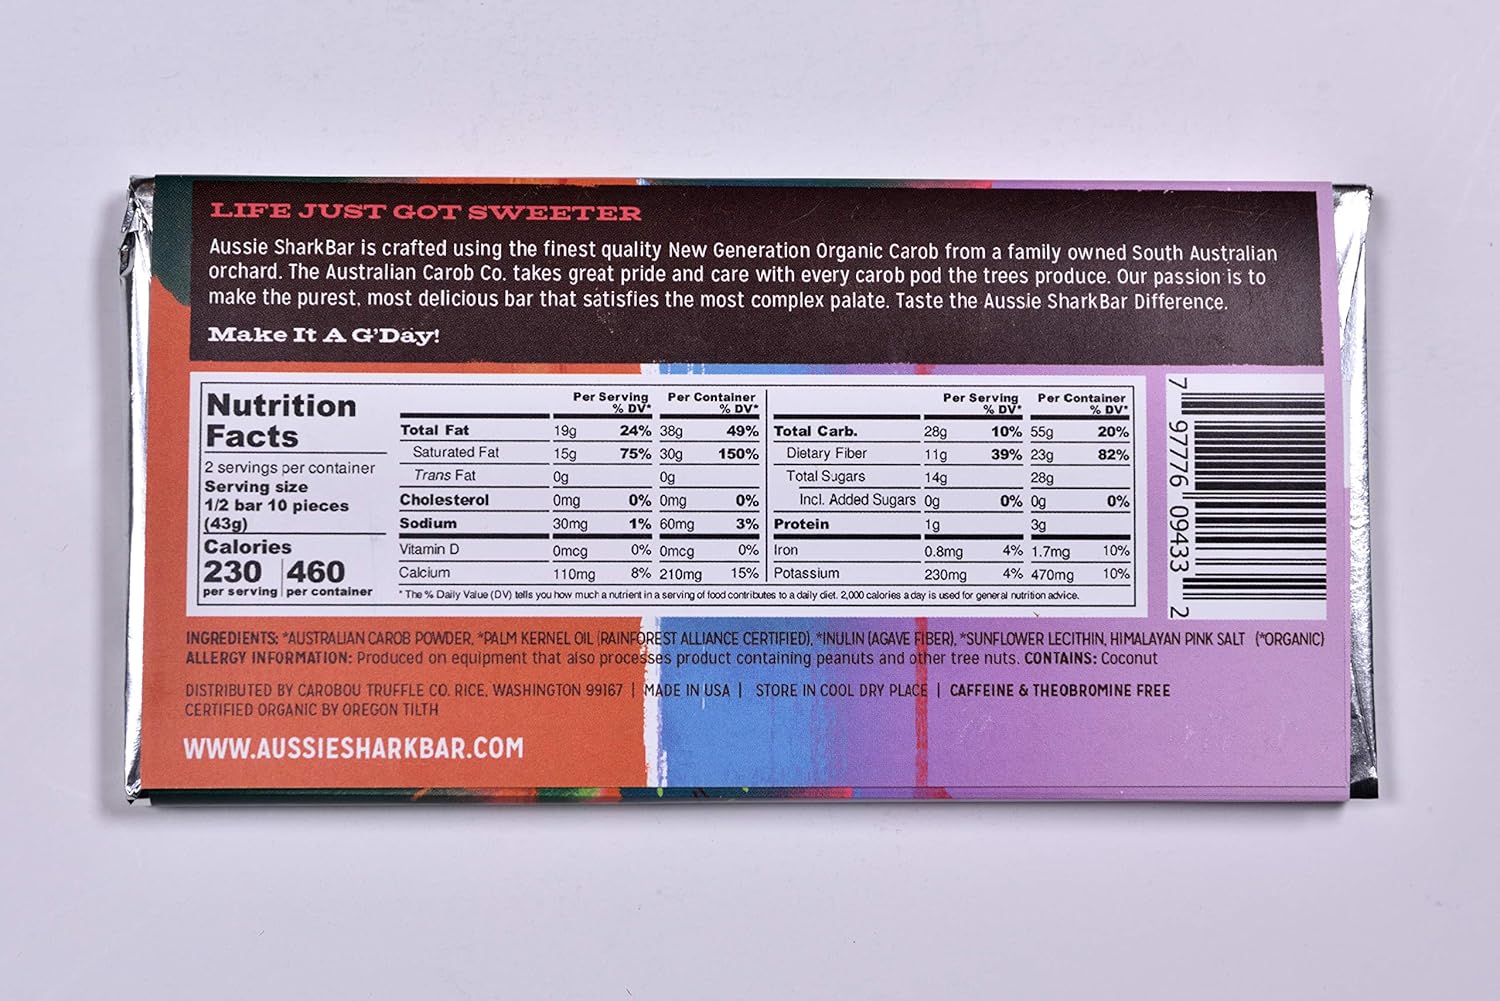 LIFE JUST GOT SWEETER
Aussie SharkBar is crafted using the finest quality New Generation Organic Carob from a family owned South Australian
orchard. The Australian Carob Co. takes great pride and care with every carob pod the trees produce. Our passion is to
make the purest, most delicious bar that satisfies the most complex palate. Taste the Aussie SharkBar Difference.
Make It A G'Day!
Nutrition
Facts
2 servings per container
Serving size
1/2 bar 10 pieces
(43g)
Calories
230 460
per serving per container
Per Serving Per Container
% DV* % DV*
Total Fat 19g 24% 38g 49%
Saturated Fat 15g 75% 30g 150%
Trans Fat 0g 0g
Cholesterol 0mg 0% 0mg 0%
Sodium 30mg 1% 60mg 3%
Vitamin D 0mcg 0% 0mcg 0%
Calcium 110mg 8% 210mg 15%
Per Serving Per Container
% DV* % DV*
Total Carb. 28g 10% 55g 20%
Dietary Fiber 11g 39% 23g 82%
Total Sugars 14g 28g
Incl. Added Sugars 0g 0% 0g 0%
Protein 1g 3g
Iron 0.8mg 4% 1.7mg 10%
Potassium 230mg 4% 470mg 10%
* The % Daily Value (DV) tells you how much a nutrient in a serving of food contributes to a daily diet. 2,000 calories a day is used for general nutrition advice.
7 97776 09433 2
INGREDIENTS: *AUSTRALIAN CAROB POWDER, *PALM KERNEL OIL (RAINFOREST ALLIANCE CERTIFIED), *INULIN (AGAVE FIBER), *SUNFLOWER LECITHIN, HIMALAYAN PINK SALT (*ORGANIC)
ALLERGY INFORMATION: Produced on equipment that also processes product containing peanuts and other tree nuts. CONTAINS: Coconut
DISTRIBUTED BY CAROBOU TRUFFLE CO. RICE, WASHINGTON 99167 | MADE IN USA | STORE IN COOL DRY PLACE | CAFFEINE & THEOBROMINE FREE
CERTIFIED ORGANIC BY OREGON TILTH
WWW.AUSSIESHARKBAR.COM